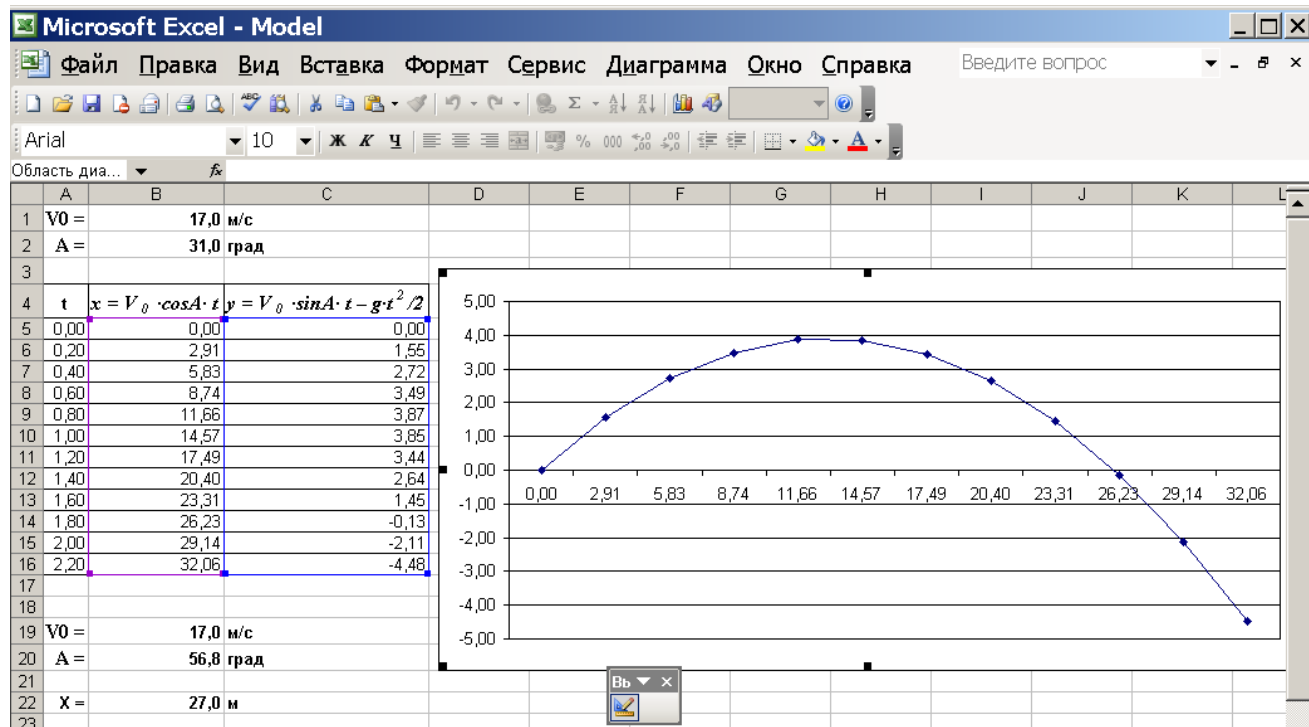 Microsoft Excel - Model
Файл Правка Вид Вставка Формат Сервис Диаграмма Окно Справка Введите вопрос
Arial 10 Ж К Ч
Область диа... fx
A B C D E F G H I J K L
1 V0 = 17,0 м/с
2 A = 31,0 град
3
4 t x = V₀ ·cosA· t y = V₀ ·sinA· t – g·t²/2
5 0,00 0,00 0,00
6 0,20 2,91 1,55
7 0,40 5,83 2,72
8 0,60 8,74 3,49
9 0,80 11,66 3,87
10 1,00 14,57 3,85
11 1,20 17,49 3,44
12 1,40 20,40 2,64
13 1,60 23,31 1,45
14 1,80 26,23 -0,13
15 2,00 29,14 -2,11
16 2,20 32,06 -4,48
17
18
19 V0 = 17,0 м/с
20 A = 56,8 град
21
22 X = 27,0 м
23
5,00
4,00
3,00
2,00
1,00
0,00
-1,00
-2,00
-3,00
-4,00
-5,00
0,00 2,91 5,83 8,74 11,66 14,57 17,49 20,40 23,31 26,23 29,14 32,06
Вь